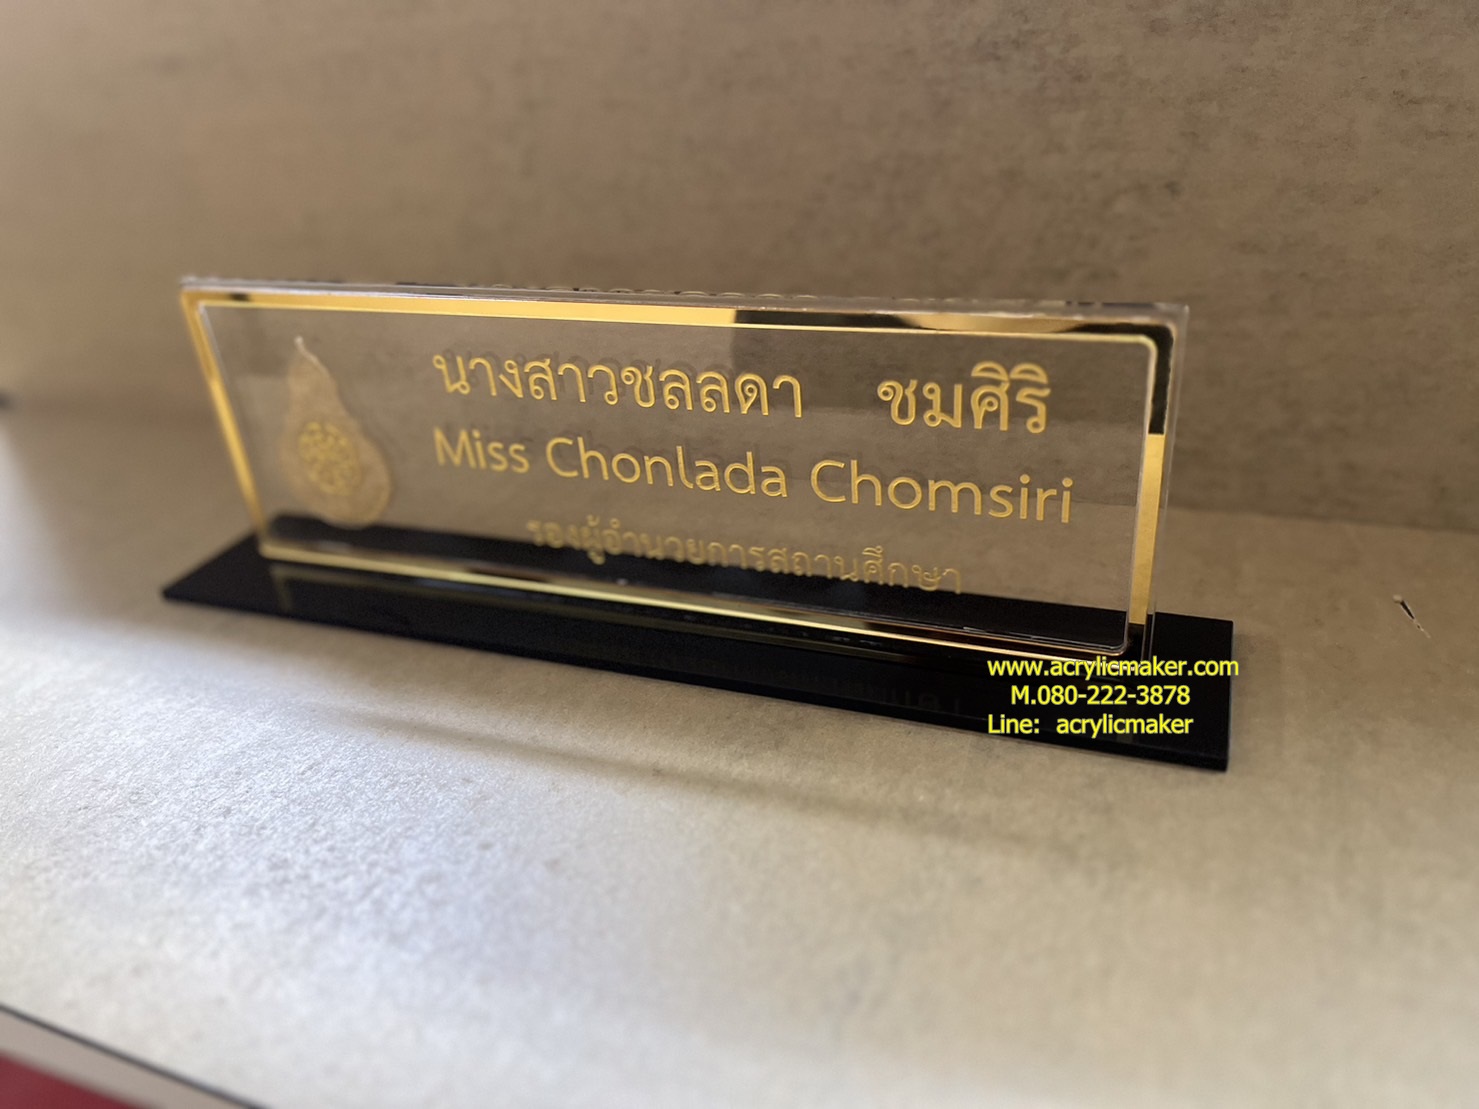 นางสาวชลลดา ชมศิริ
Miss Chonlada Chomsiri
รองผู้อำนวยการสถานศึกษา
www.acrylicmaker.com
M.080-222-3878
Line: acrylicmaker